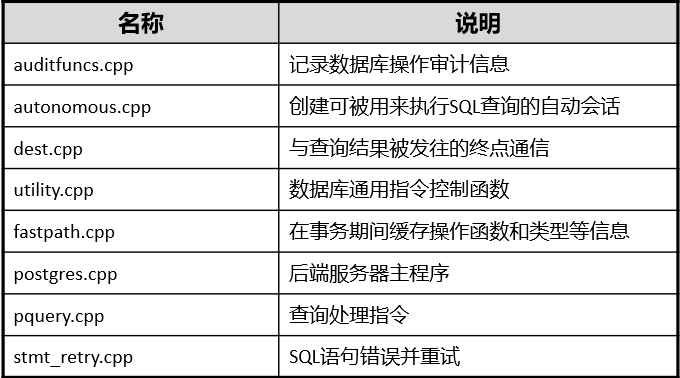 名称 说明
auditfuncs.cpp 记录数据库操作审计信息
autonomous.cpp 创建可被用来执行SQL查询的自动会话
dest.cpp 与查询结果被发往的终点通信
utility.cpp 数据库通用指令控制函数
fastpath.cpp 在事务期间缓存操作函数和类型等信息
postgres.cpp 后端服务器主程序
pquery.cpp 查询处理指令
stmt_retry.cpp SQL语句错误并重试